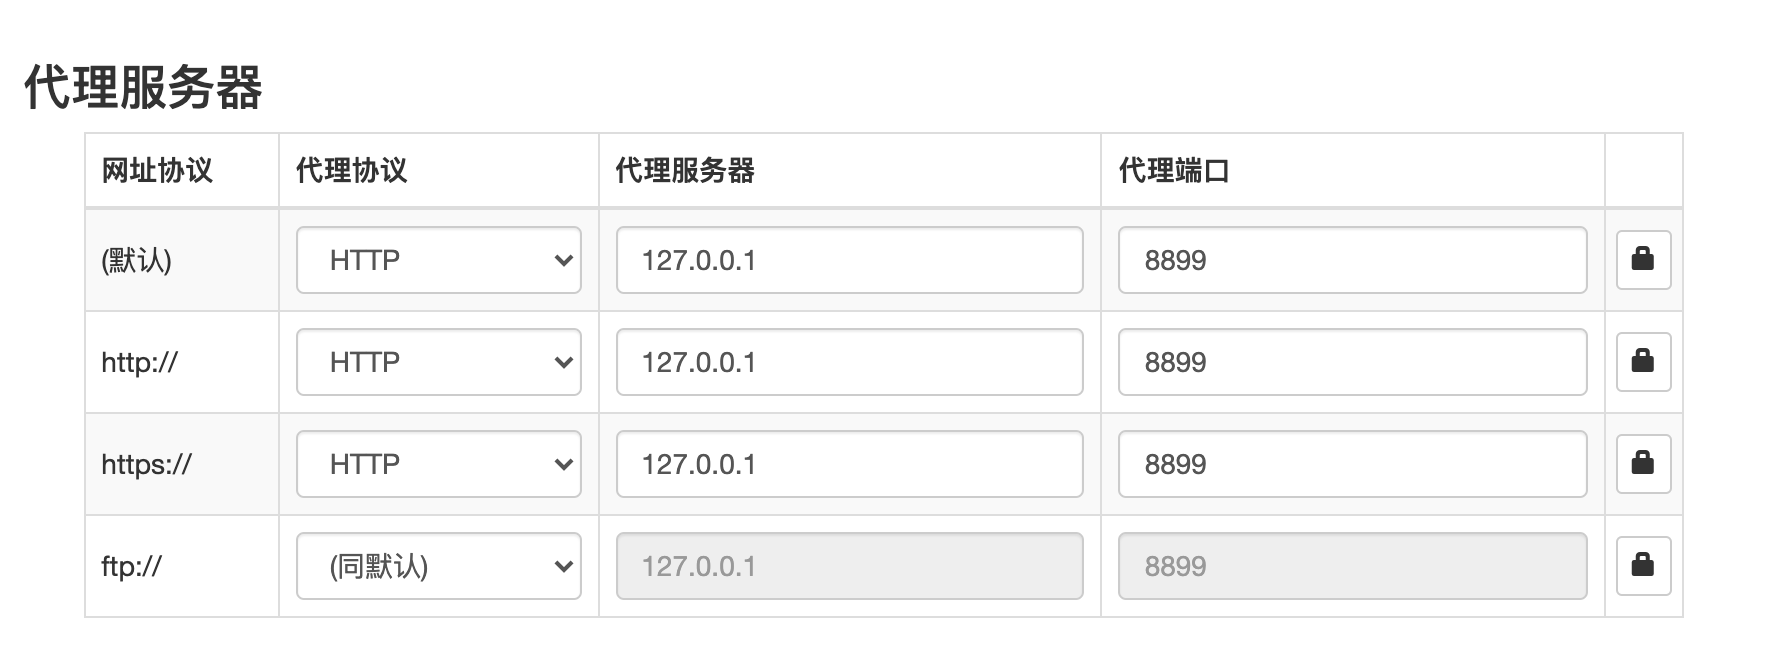 代理服务器
网址协议 代理协议 代理服务器 代理端口
(默认) HTTP 127.0.0.1 8899
http:// HTTP 127.0.0.1 8899
https:// HTTP 127.0.0.1 8899
ftp:// (同默认) 127.0.0.1 8899